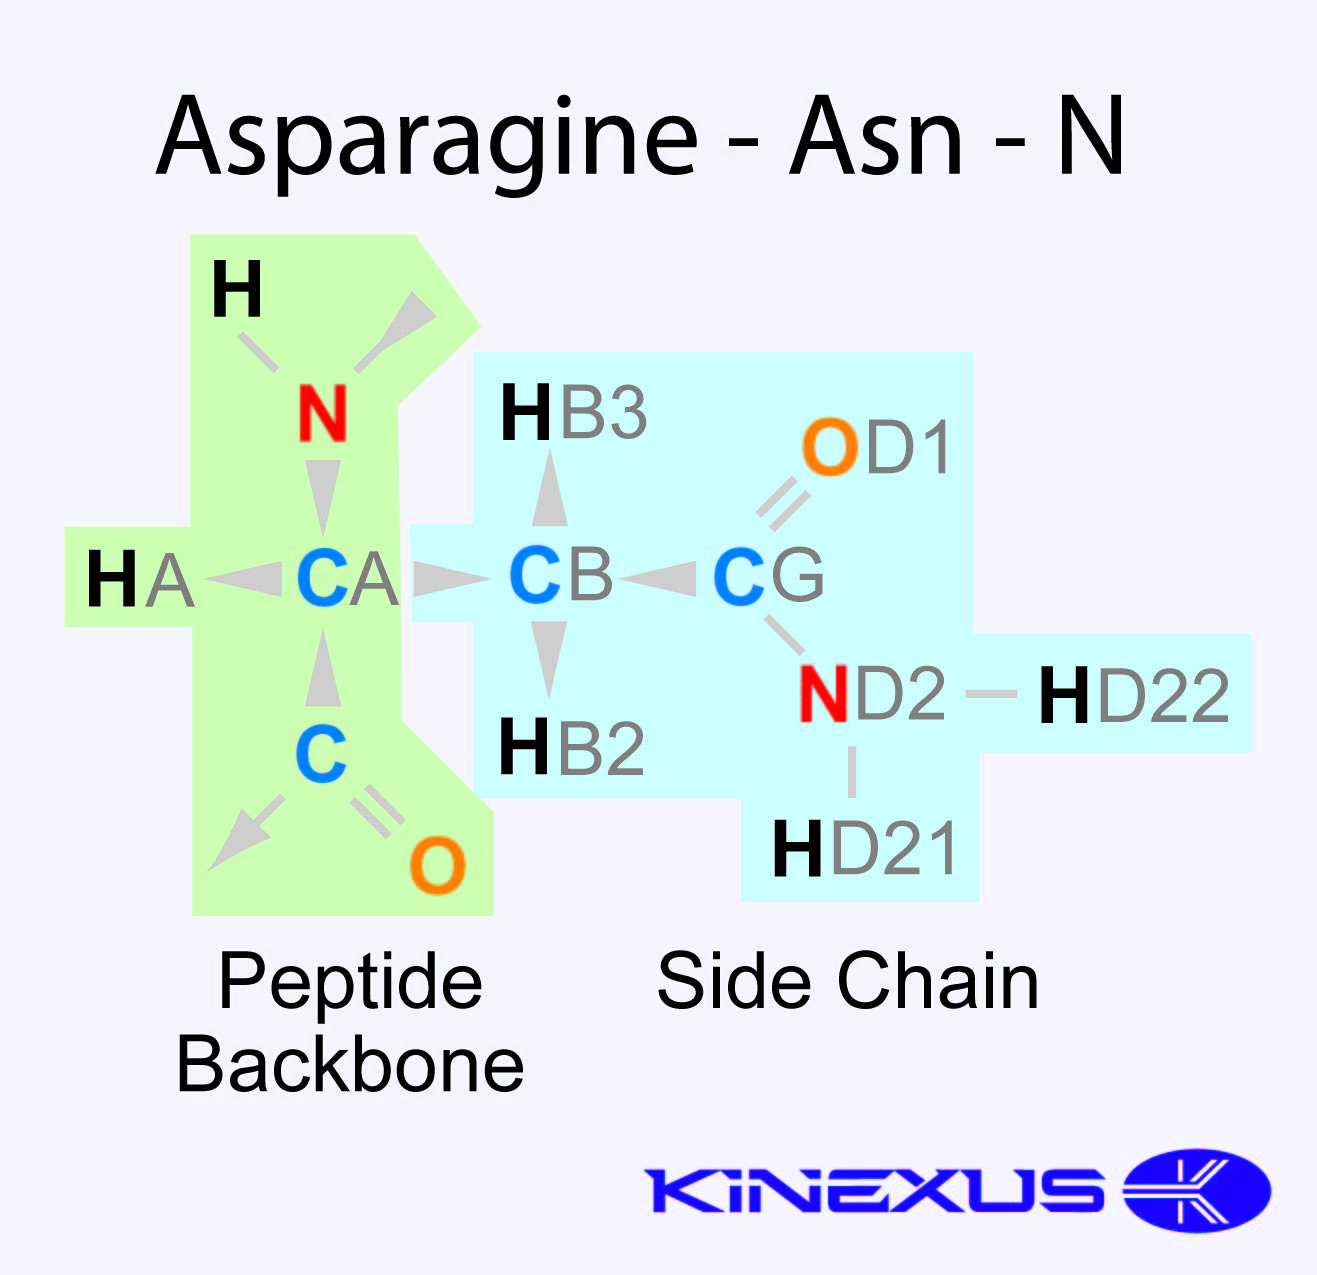 Asparagine - Asn - N
H
N
HB3
OD1
HA
CA
CB
CG
ND2
HD22
C
HB2
HD21
O
Peptide
Backbone
Side Chain
KiNEXUS